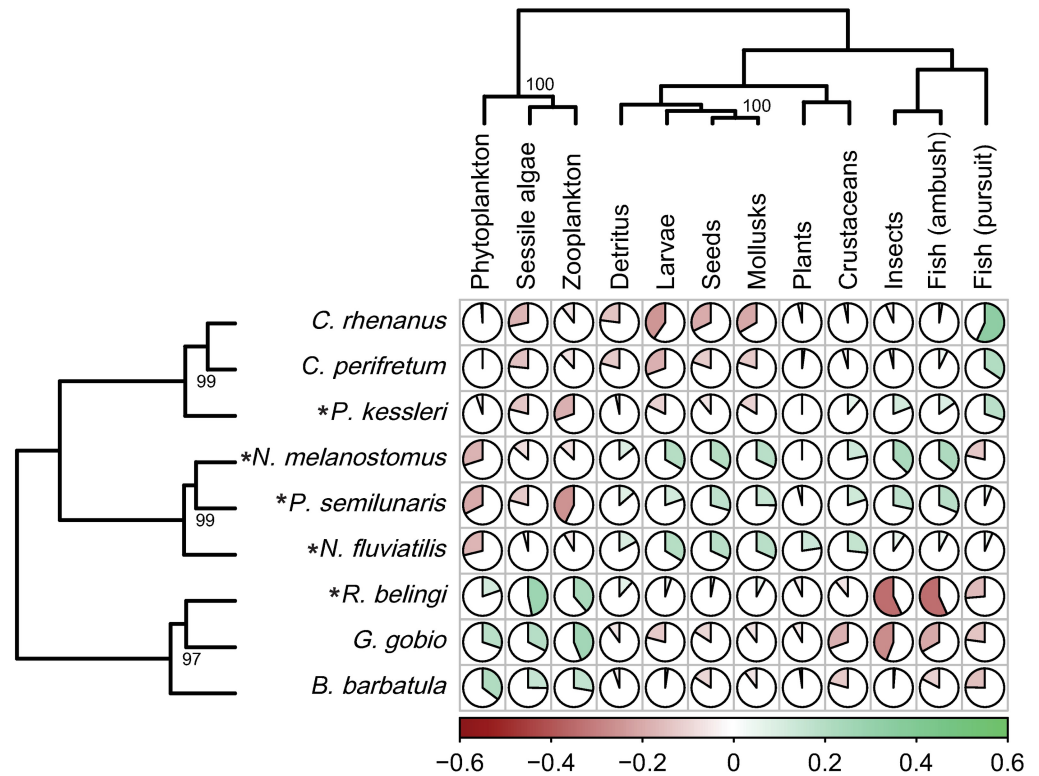 100
100
Phytoplankton
Sessile algae
Zooplankton
Detritus
Larvae
Seeds
Mollusks
Plants
Crustaceans
Insects
Fish (ambush)
Fish (pursuit)
C. rhenanus
C. perifretum
99
*P. kessleri
*N. melanostomus
*P. semilunaris
99
*N. fluviatilis
*R. belingi
G. gobio
97
B. barbatula
−0.6 −0.4 −0.2 0 0.2 0.4 0.6